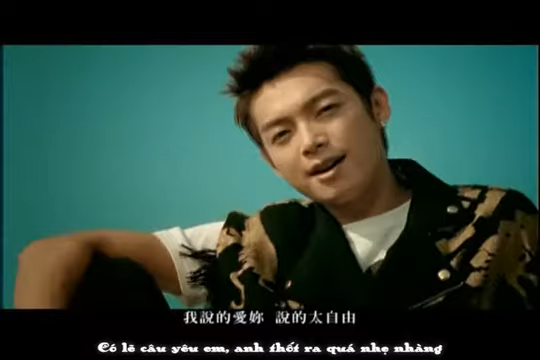 我說的愛妳 說的太自由
Có lẽ câu yêu em, anh thốt ra quá nhẹ nhàng